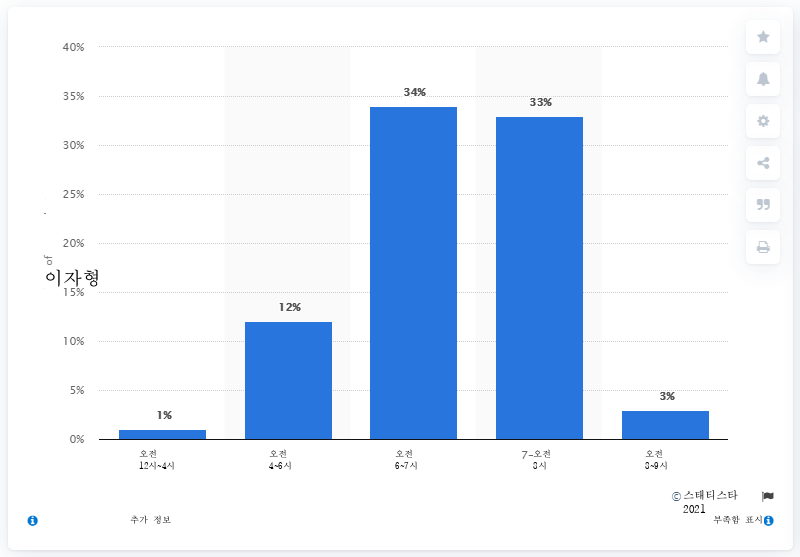 40%
35%
30%
25%
20%
15%
10%
5%
0%
of
이자형
1%
12%
34%
33%
3%
오전
12시~4시
오전
4~6시
오전
6~7시
7-오전
8시
오전
8~9시
© 스태티스타
2021
추가 정보
부족함 표시